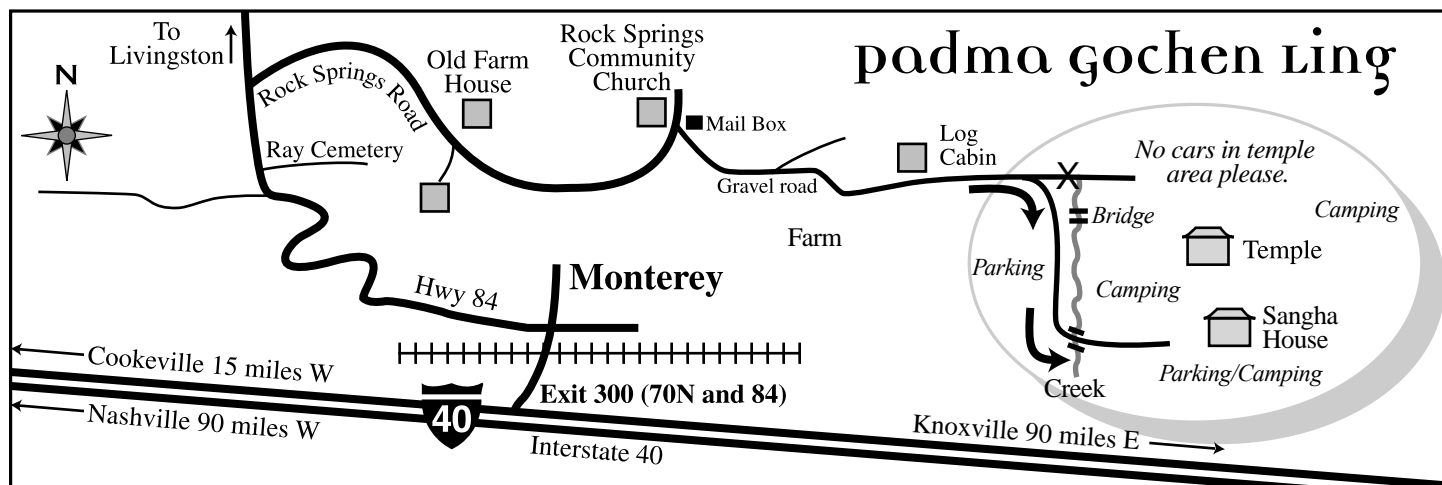 To
Livingston
N
Rock Springs Road
Old Farm
House
Rock Springs
Community
Church
Mail Box
padma gochen ling
Ray Cemetery
Gravel road
Log
Cabin
X
No cars in temple
area please.
Camping
Bridge
Temple
Farm
Parking
Camping
Monterey
Hwy 84
Sangha
House
Parking/Camping
Creek
Cookeville 15 miles W
Exit 300 (70N and 84)
40
Nashville 90 miles W
Interstate 40
Knoxville 90 miles E